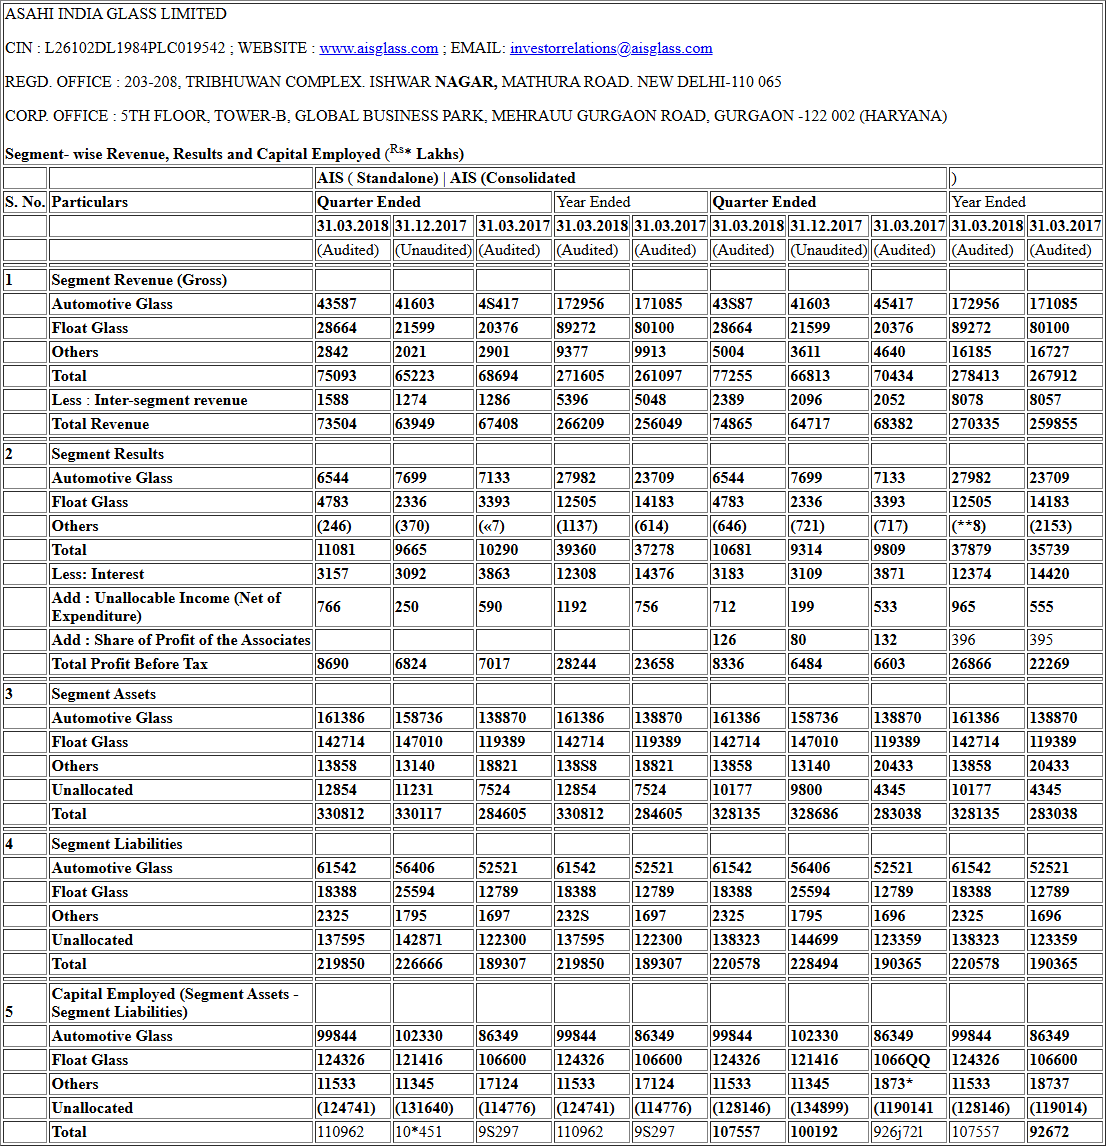 ASAHI INDIA GLASS LIMITED
CIN : L26102DL1984PLC019542 ; WEBSITE : www.aisglass.com ; EMAIL: investorrelations@aisglass.com
REGD. OFFICE : 203-208, TRIBHUWAN COMPLEX. ISHWAR NAGAR, MATHURA ROAD. NEW DELHI-110 065
CORP. OFFICE : 5TH FLOOR, TOWER-B, GLOBAL BUSINESS PARK, MEHRAUU GURGAON ROAD, GURGAON -122 002 (HARYANA)
Segment- wise Revenue, Results and Capital Employed (Rs* Lakhs)
AIS ( Standalone) | AIS (Consolidated )
S. No. Particulars Quarter Ended Year Ended Quarter Ended Year Ended
31.03.2018 31.12.2017 31.03.2017 31.03.2018 31.03.2017 31.03.2018 31.12.2017 31.03.2017 31.03.2018 31.03.2017
(Audited) (Unaudited) (Audited) (Audited) (Audited) (Audited) (Unaudited) (Audited) (Audited) (Audited)
1 Segment Revenue (Gross)
Automotive Glass 43587 41603 4S417 172956 171085 43S87 41603 45417 172956 171085
Float Glass 28664 21599 20376 89272 80100 28664 21599 20376 89272 80100
Others 2842 2021 2901 9377 9913 5004 3611 4640 16185 16727
Total 75093 65223 68694 271605 261097 77255 66813 70434 278413 267912
Less : Inter-segment revenue 1588 1274 1286 5396 5048 2389 2096 2052 8078 8057
Total Revenue 73504 63949 67408 266209 256049 74865 64717 68382 270335 259855
2 Segment Results
Automotive Glass 6544 7699 7133 27982 23709 6544 7699 7133 27982 23709
Float Glass 4783 2336 3393 12505 14183 4783 2336 3393 12505 14183
Others (246) (370) («7) (1137) (614) (646) (721) (717) (**8) (2153)
Total 11081 9665 10290 39360 37278 10681 9314 9809 37879 35739
Less: Interest 3157 3092 3863 12308 14376 3183 3109 3871 12374 14420
Add : Unallocable Income (Net of
Expenditure) 766 250 590 1192 756 712 199 533 965 555
Add : Share of Profit of the Associates 126 80 132 396 395
Total Profit Before Tax 8690 6824 7017 28244 23658 8336 6484 6603 26866 22269
3 Segment Assets
Automotive Glass 161386 158736 138870 161386 138870 161386 158736 138870 161386 138870
Float Glass 142714 147010 119389 142714 119389 142714 147010 119389 142714 119389
Others 13858 13140 18821 138S8 18821 13858 13140 20433 13858 20433
Unallocated 12854 11231 7524 12854 7524 10177 9800 4345 10177 4345
Total 330812 330117 284605 330812 284605 328135 328686 283038 328135 283038
4 Segment Liabilities
Automotive Glass 61542 56406 52521 61542 52521 61542 56406 52521 61542 52521
Float Glass 18388 25594 12789 18388 12789 18388 25594 12789 18388 12789
Others 2325 1795 1697 232S 1697 2325 1795 1696 2325 1696
Unallocated 137595 142871 122300 137595 122300 138323 144699 123359 138323 123359
Total 219850 226666 189307 219850 189307 220578 228494 190365 220578 190365
Capital Employed (Segment Assets -
5 Segment Liabilities)
Automotive Glass 99844 102330 86349 99844 86349 99844 102330 86349 99844 86349
Float Glass 124326 121416 106600 124326 106600 124326 121416 1066QQ 124326 106600
Others 11533 11345 17124 11533 17124 11533 11345 1873* 11533 18737
Unallocated (124741) (131640) (114776) (124741) (114776) (128146) (134899) (1190141 (128146) (119014)
Total 110962 10*451 9S297 110962 9S297 107557 100192 926j72l 107557 92672